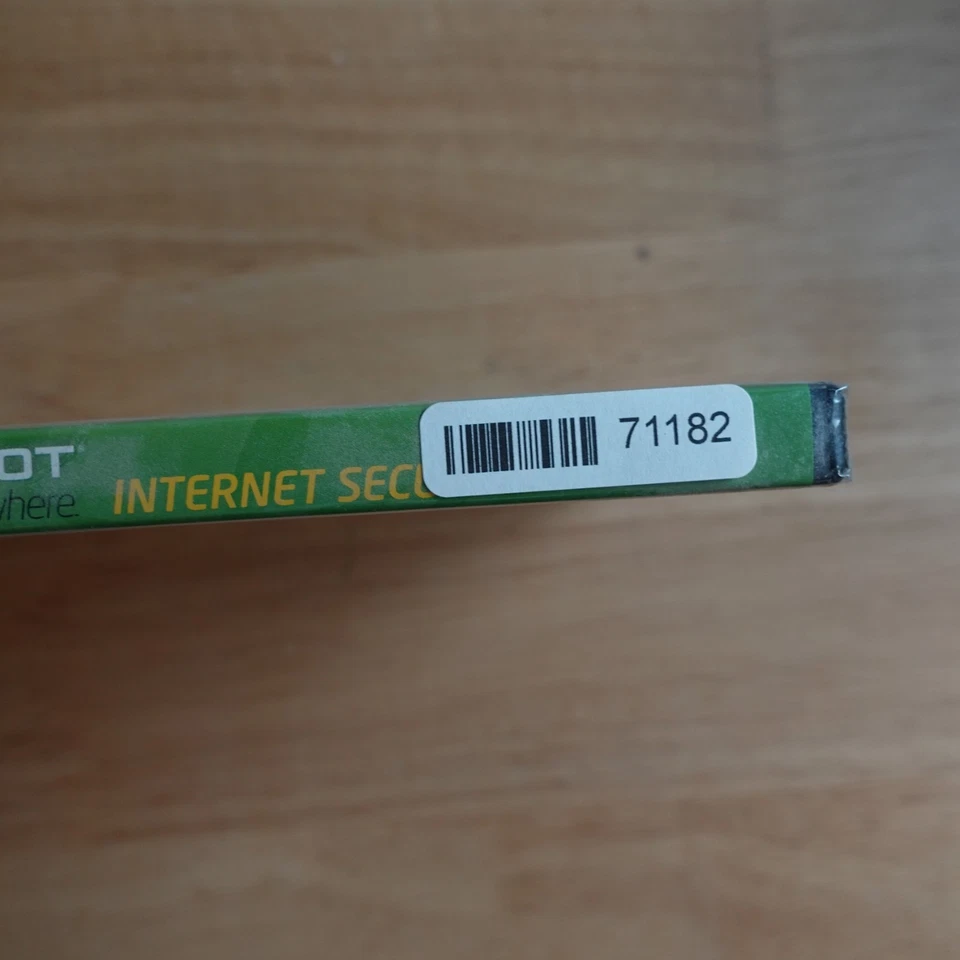 OT
where.
INTERNET SECU
71182